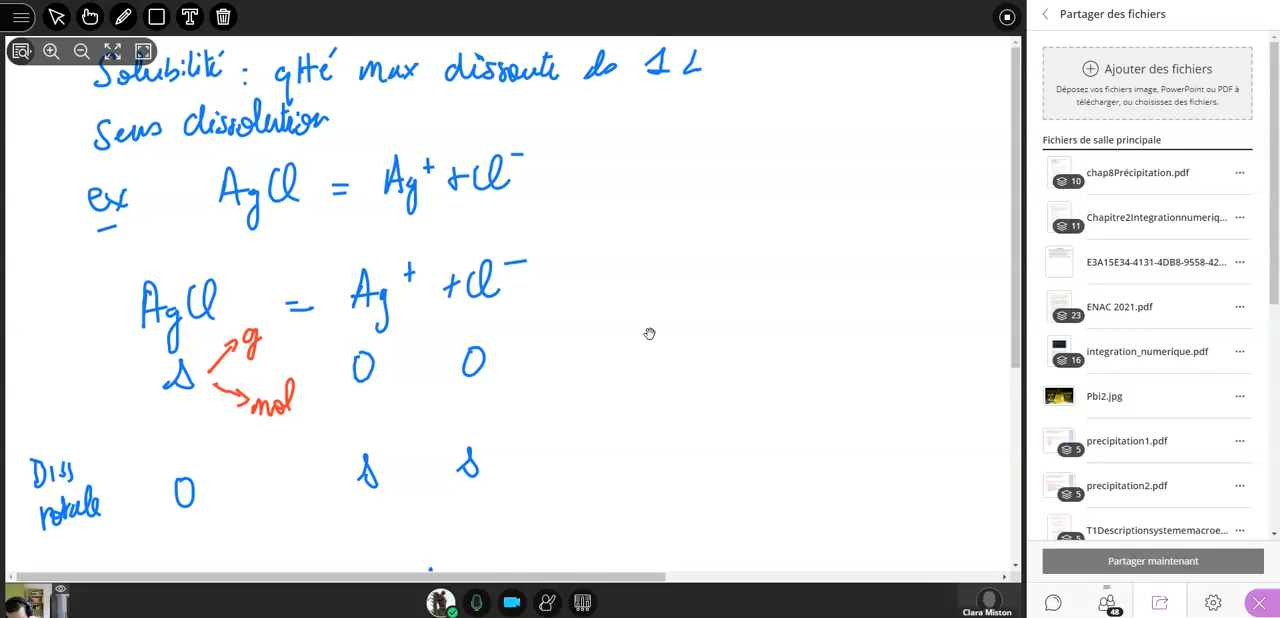 Solubilité : qtté max dissoute ds 1 L
Sens dissolution
ex AgCl = Ag+ + Cl-
AgCl = Ag+ + Cl-
s g 0 0
mol
Diss
totale 0 s s
Clara Miston
Partager des fichiers
Ajouter des fichiers
Déposez vos fichiers image, PowerPoint ou PDF à
télécharger, ou choisissez des fichiers.
Fichiers de salle principale
chap8Précipitation.pdf
10
Chapitre2Integrationnumeriq...
11
E3A15E34-4131-4DB8-9558-42...
ENAC 2021.pdf
23
integration_numerique.pdf
16
Pbi2.jpg
precipitation1.pdf
5
precipitation2.pdf
5
T1Descriptionsystememacroe...
5
Partager maintenant
48